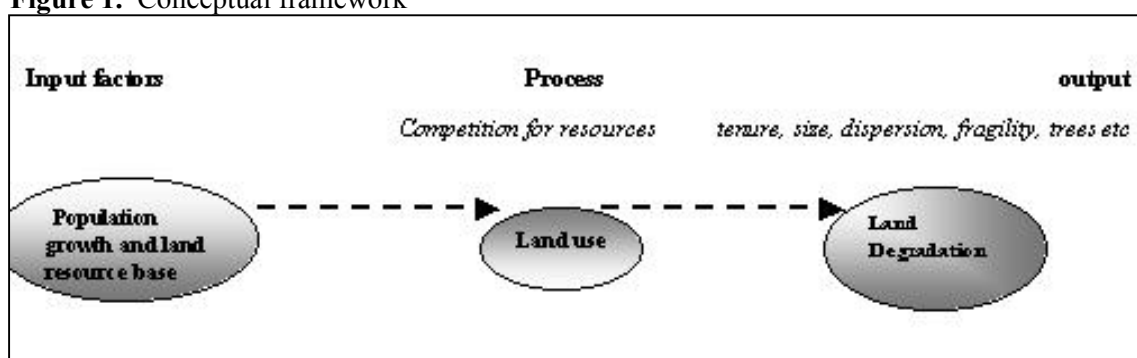 Figure 1. Conceptual framework
Input factors Process output
Competition for resources tenure, size, dispersion, fragility, trees etc
Population
growth and land
resource base
Land use
Land
Degradation